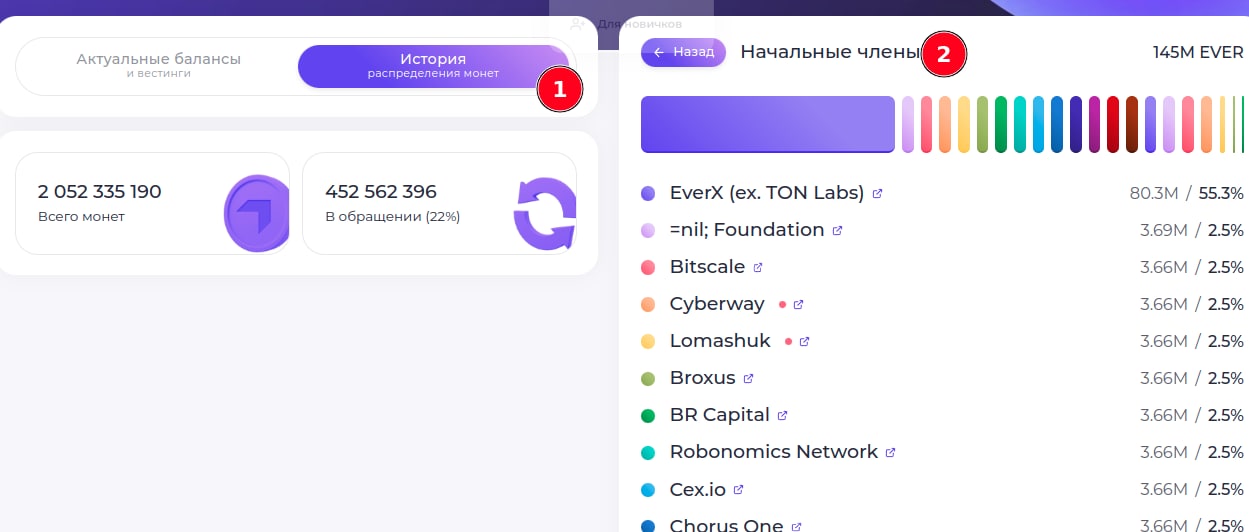 Для новичков
Актуальные балансы
и вестинги
История
распределения монет
1
2 052 335 190
Всего монет
452 562 396
В обращении (22%)
Назад
Начальные члены
2
145M EVER
EverX (ex. TON Labs)
80.3M / 55.3%
=nil; Foundation
3.69M / 2.5%
Bitscale
3.66M / 2.5%
Cyberway
3.66M / 2.5%
Lomashuk
3.66M / 2.5%
Broxus
3.66M / 2.5%
BR Capital
3.66M / 2.5%
Robonomics Network
3.66M / 2.5%
Cex.io
3.66M / 2.5%
Chorus One
3.66M / 2.5%